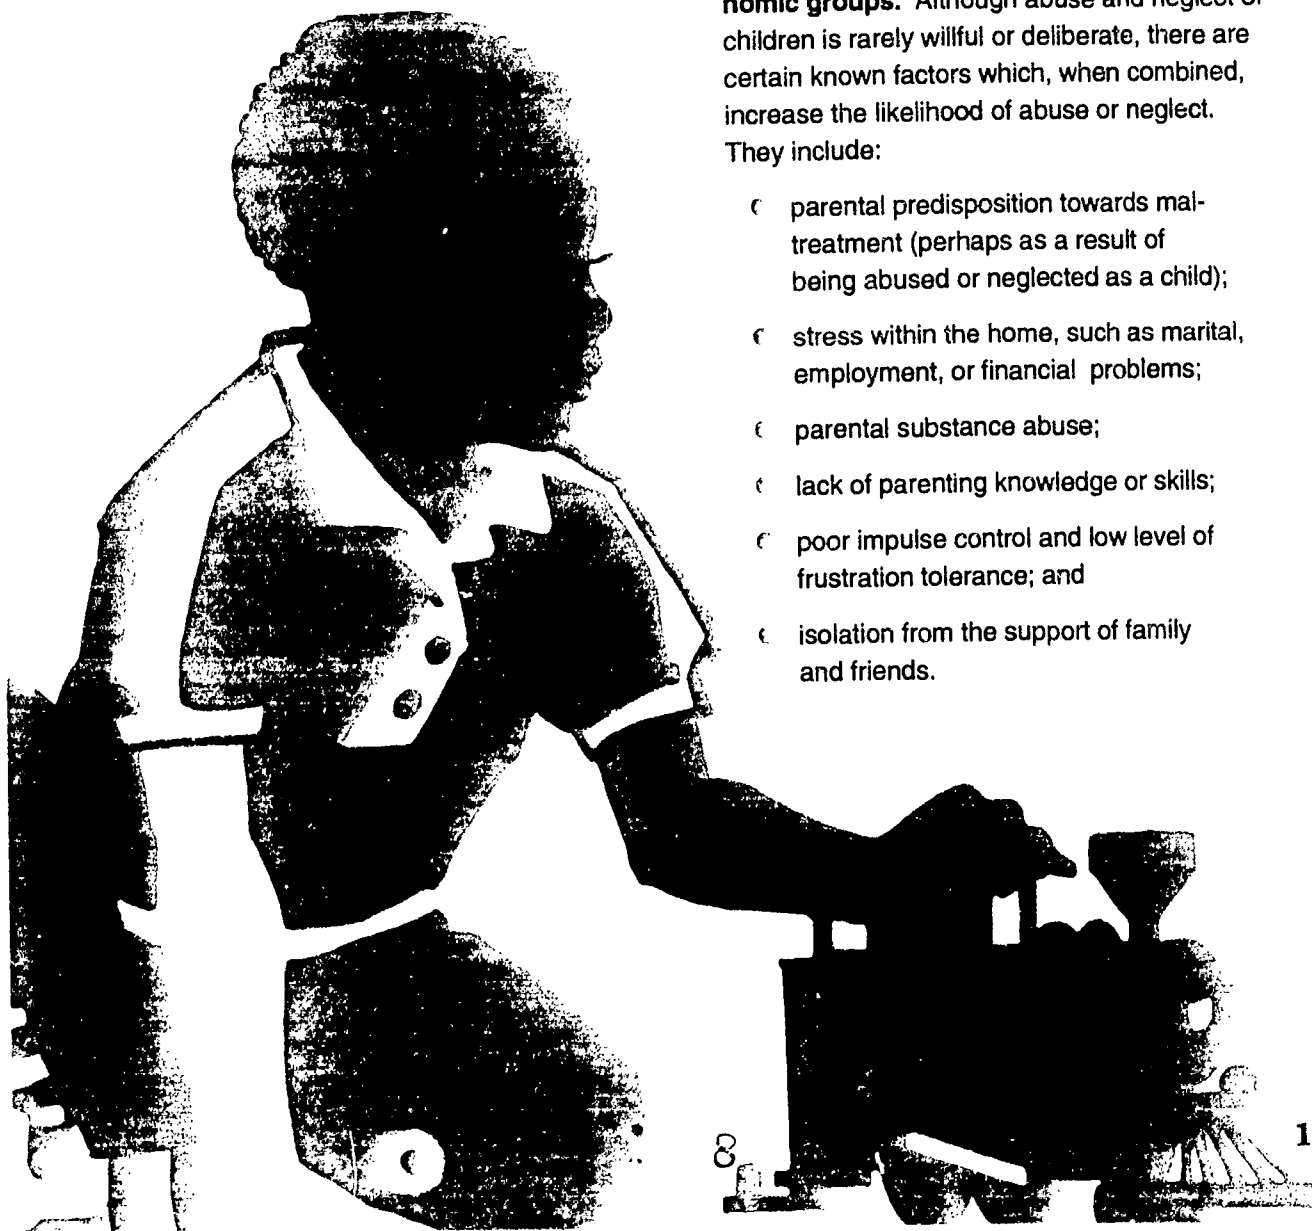 nomic groups. Although abuse and neglect of
children is rarely willful or deliberate, there are
certain known factors which, when combined,
increase the likelihood of abuse or neglect.
They include:
parental predisposition towards mal-
treatment (perhaps as a result of
being abused or neglected as a child);
stress within the home, such as marital,
employment, or financial problems;
parental substance abuse;
lack of parenting knowledge or skills;
poor impulse control and low level of
frustration tolerance; and
isolation from the support of family
and friends.
8
1